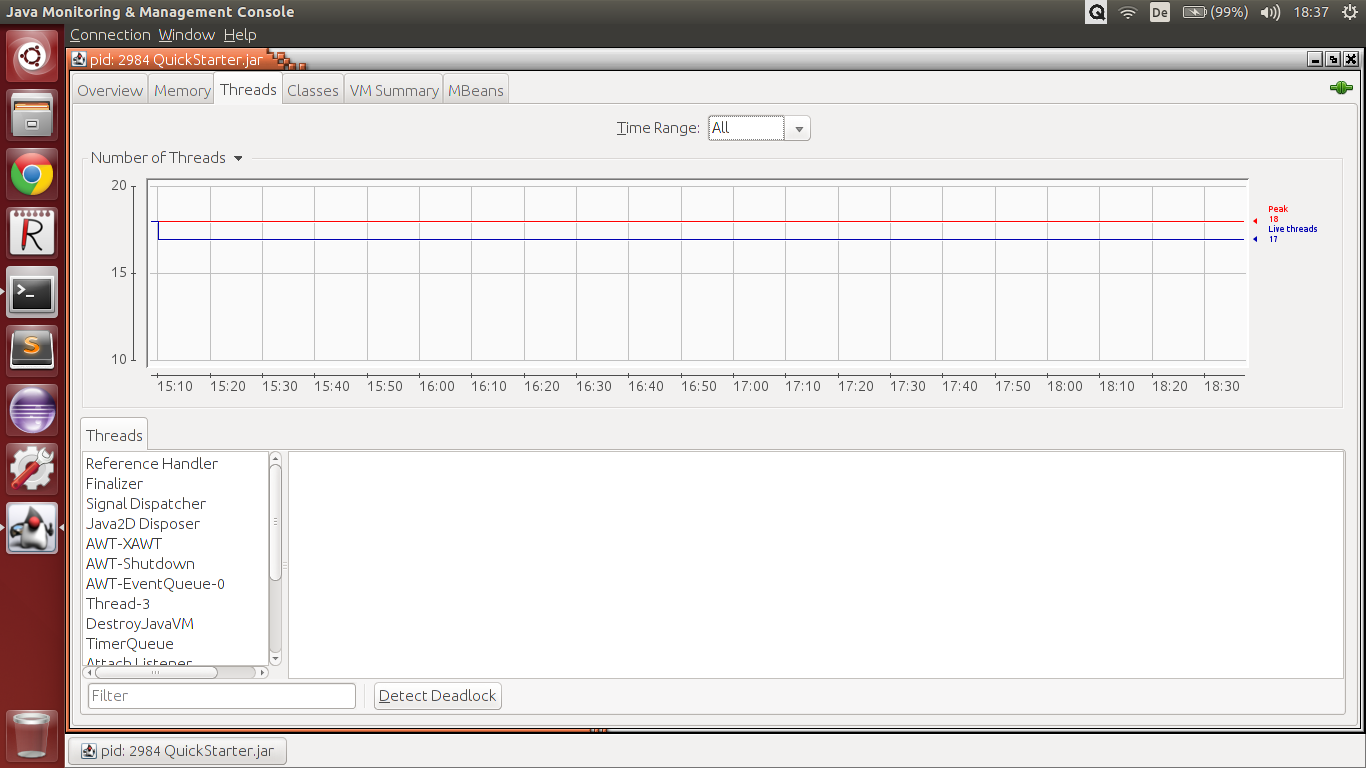 Java Monitoring & Management Console De (99%) 18:37
Connection Window Help
pid: 2984 QuickStarter.jar
Overview Memory Threads Classes VM Summary MBeans
Time Range: All
Number of Threads
20
15
10
Peak
18
Live threads
17
15:10 15:20 15:30 15:40 15:50 16:00 16:10 16:20 16:30 16:40 16:50 17:00 17:10 17:20 17:30 17:40 17:50 18:00 18:10 18:20 18:30
Threads
Reference Handler
Finalizer
Signal Dispatcher
Java2D Disposer
AWT-XAWT
AWT-Shutdown
AWT-EventQueue-0
Thread-3
DestroyJavaVM
TimerQueue
Attach Listener
Filter Detect Deadlock
pid: 2984 QuickStarter.jar